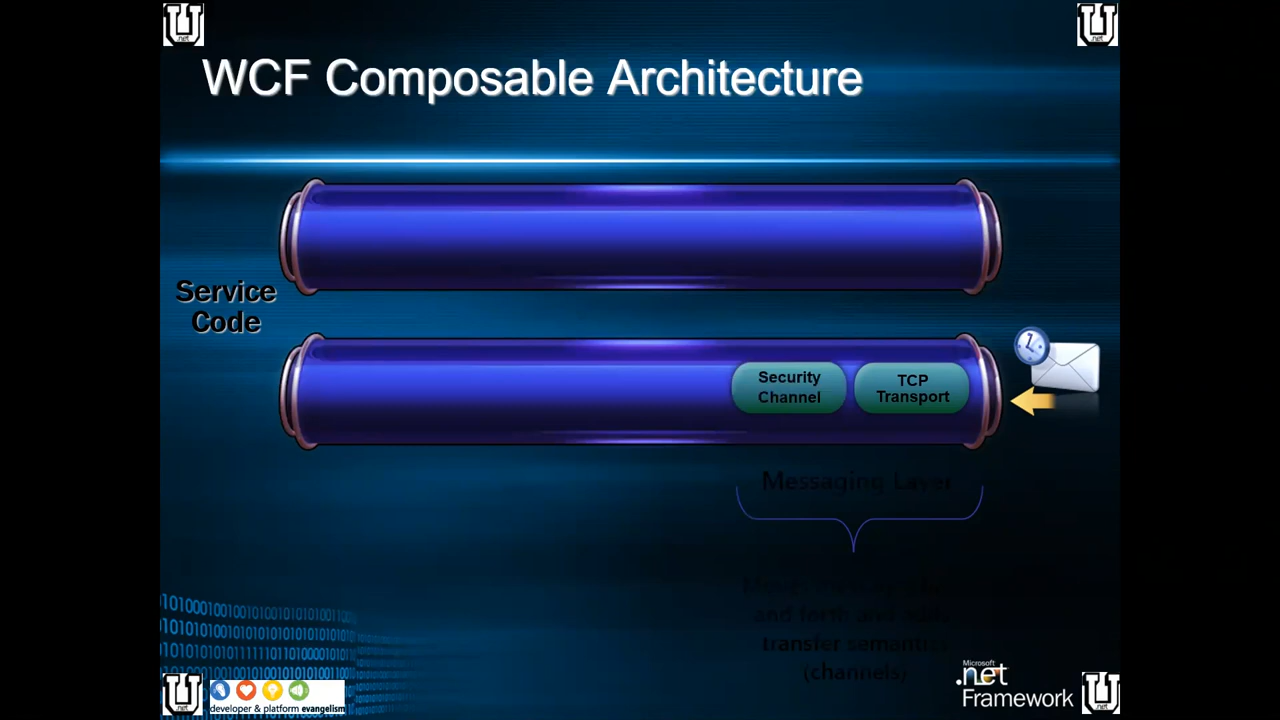 WCF Composable Architecture
Service
Code
Security
Channel
TCP
Transport
Messaging Layer
and forth and
transfer semantics
(channels)
developer & platform evangelism
Microsoft
.net
Framework